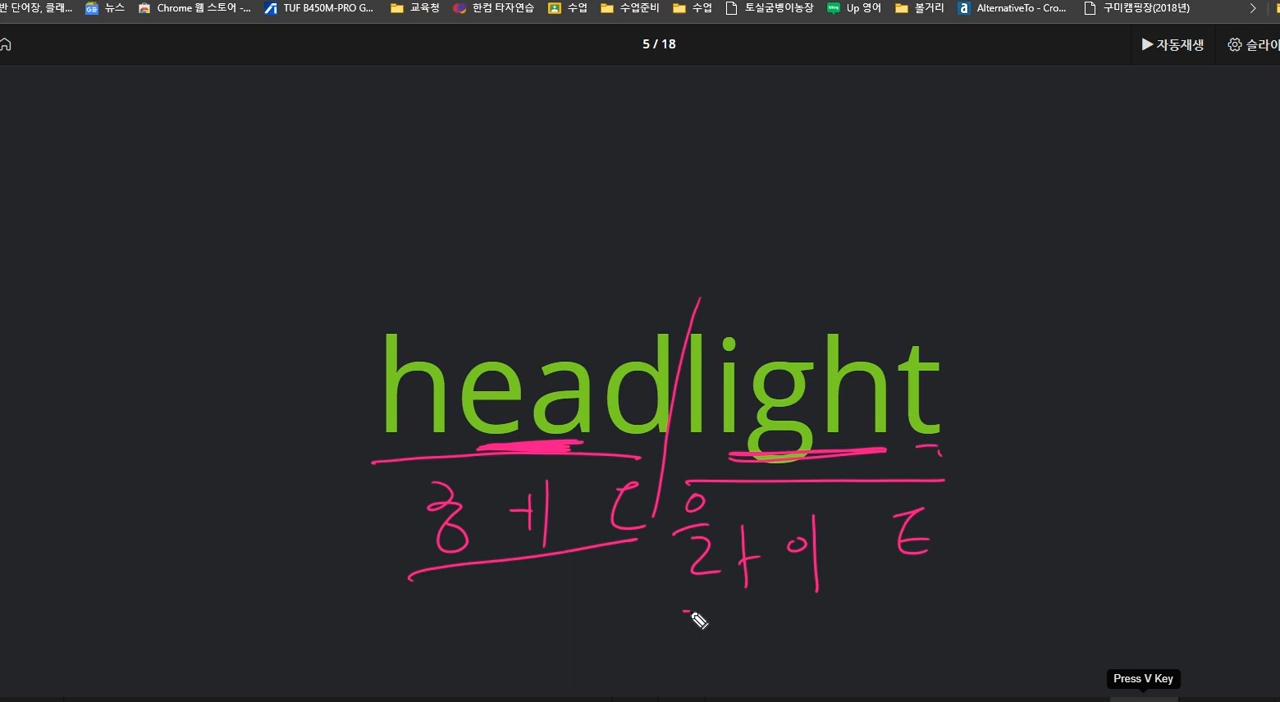 반 단어장, 클래... 뉴스 Chrome 웹 스토어 -... TUF B450M-PRO G... 교육청 한컴 타자연습 수업 수업준비 수업 토실굼벵이농장 Up 영어 볼거리 AlternativeTo - Cro... 구미캠핑장(2018년)
5 / 18 자동재생 슬라이
headlight
ㅎ ㅓ ㄷ ㅇ
ㄹ ㅏ 이 ㅌ
Press V Key